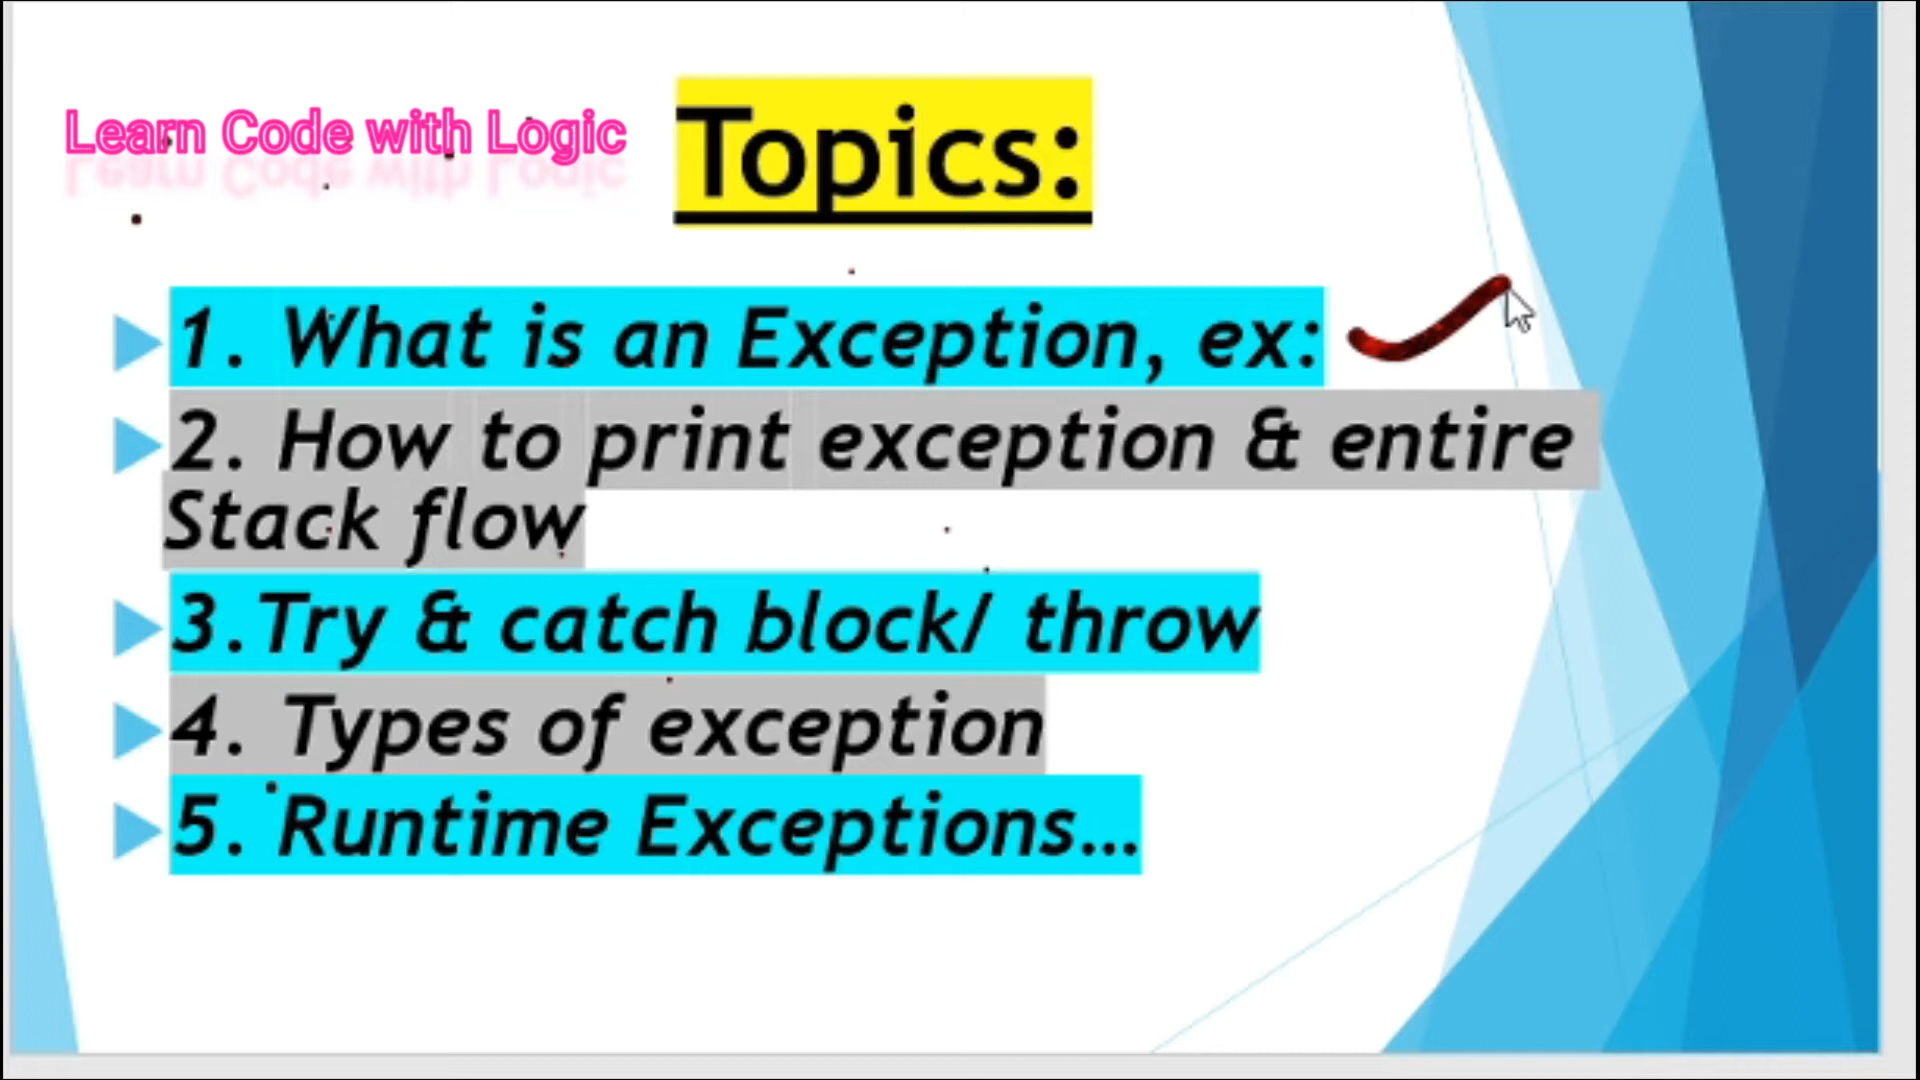 Learn Code with Logic
Topics:
1. What is an Exception, ex:
2. How to print exception & entire
Stack flow
3.Try & catch block/ throw
4. Types of exception
5. Runtime Exceptions...